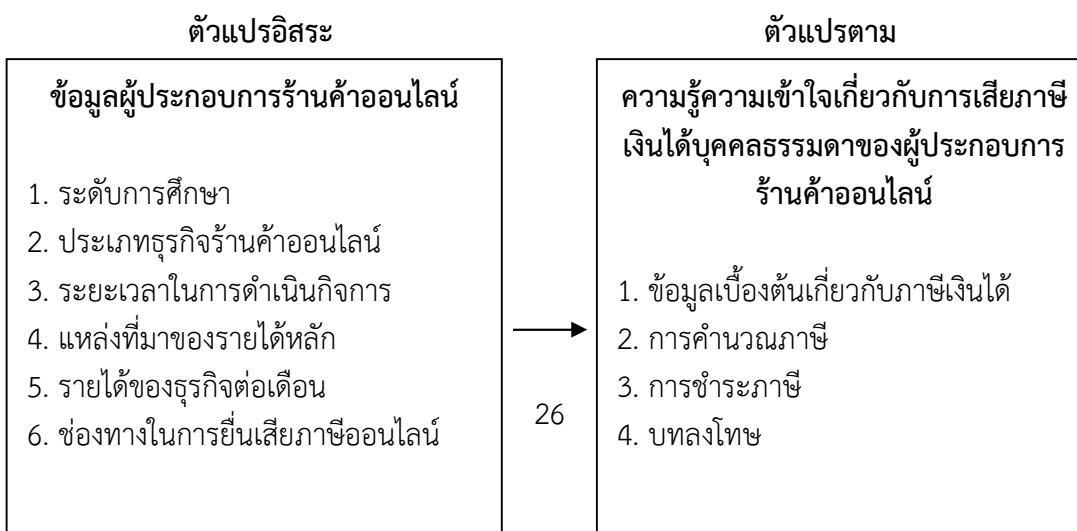 ตัวแปรอิสระ
ข้อมูลผู้ประกอบการร้านค้าออนไลน์
1. ระดับการศึกษา
2. ประเภทธุรกิจร้านค้าออนไลน์
3. ระยะเวลาในการดำเนินกิจการ
4. แหล่งที่มาของรายได้หลัก
5. รายได้ของธุรกิจต่อเดือน
6. ช่องทางในการยื่นเสียภาษีออนไลน์
26
ตัวแปรตาม
ความรู้ความเข้าใจเกี่ยวกับการเสียภาษี
เงินได้บุคคลธรรมดาของผู้ประกอบการ
ร้านค้าออนไลน์
1. ข้อมูลเบื้องต้นเกี่ยวกับภาษีเงินได้
2. การคำนวณภาษี
3. การชำระภาษี
4. บทลงโทษ